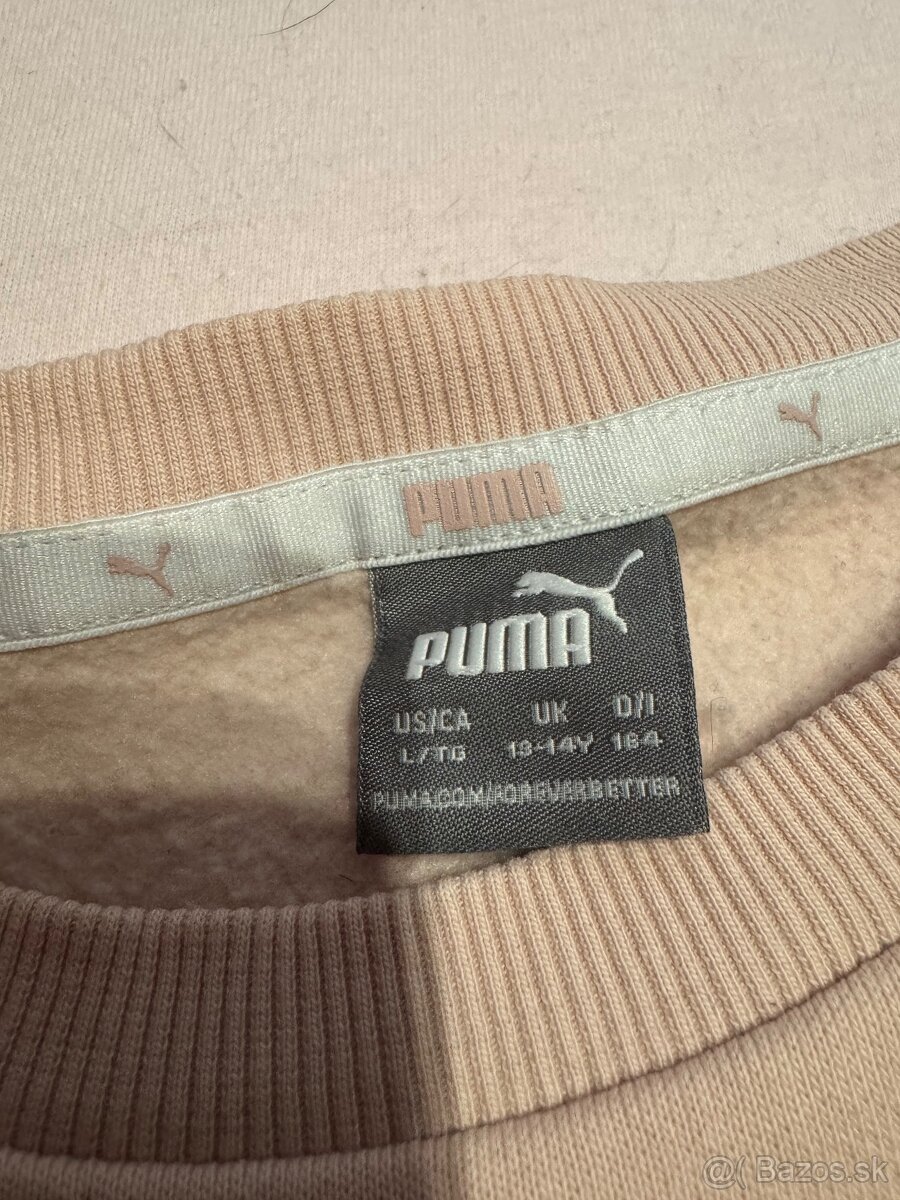 PUMA
PUMA
US/CA UK D/I
L/TG 13-14Y 164
PUMA.COM/FOREVERBETTER
@( Bazos.sk